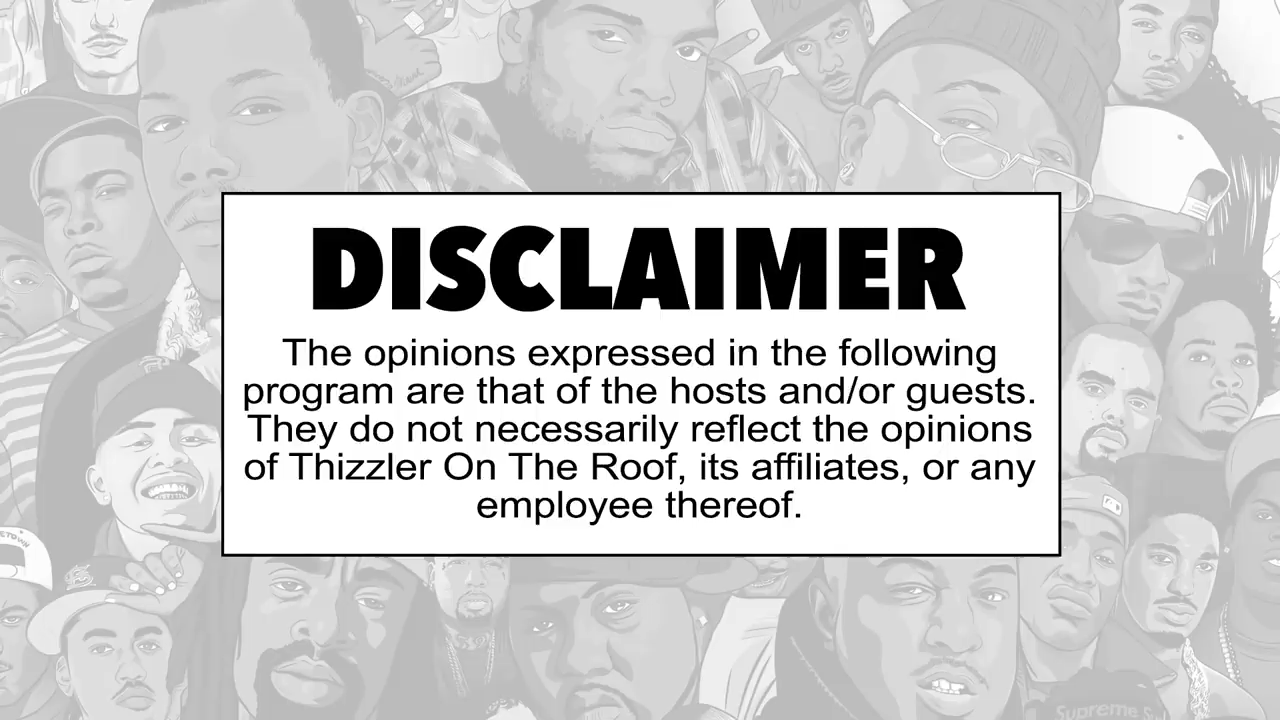 DISCLAIMER
The opinions expressed in the following
program are that of the hosts and/or guests.
They do not necessarily reflect the opinions
of Thizzler On The Roof, its affiliates, or any
employee thereof.
Supreme